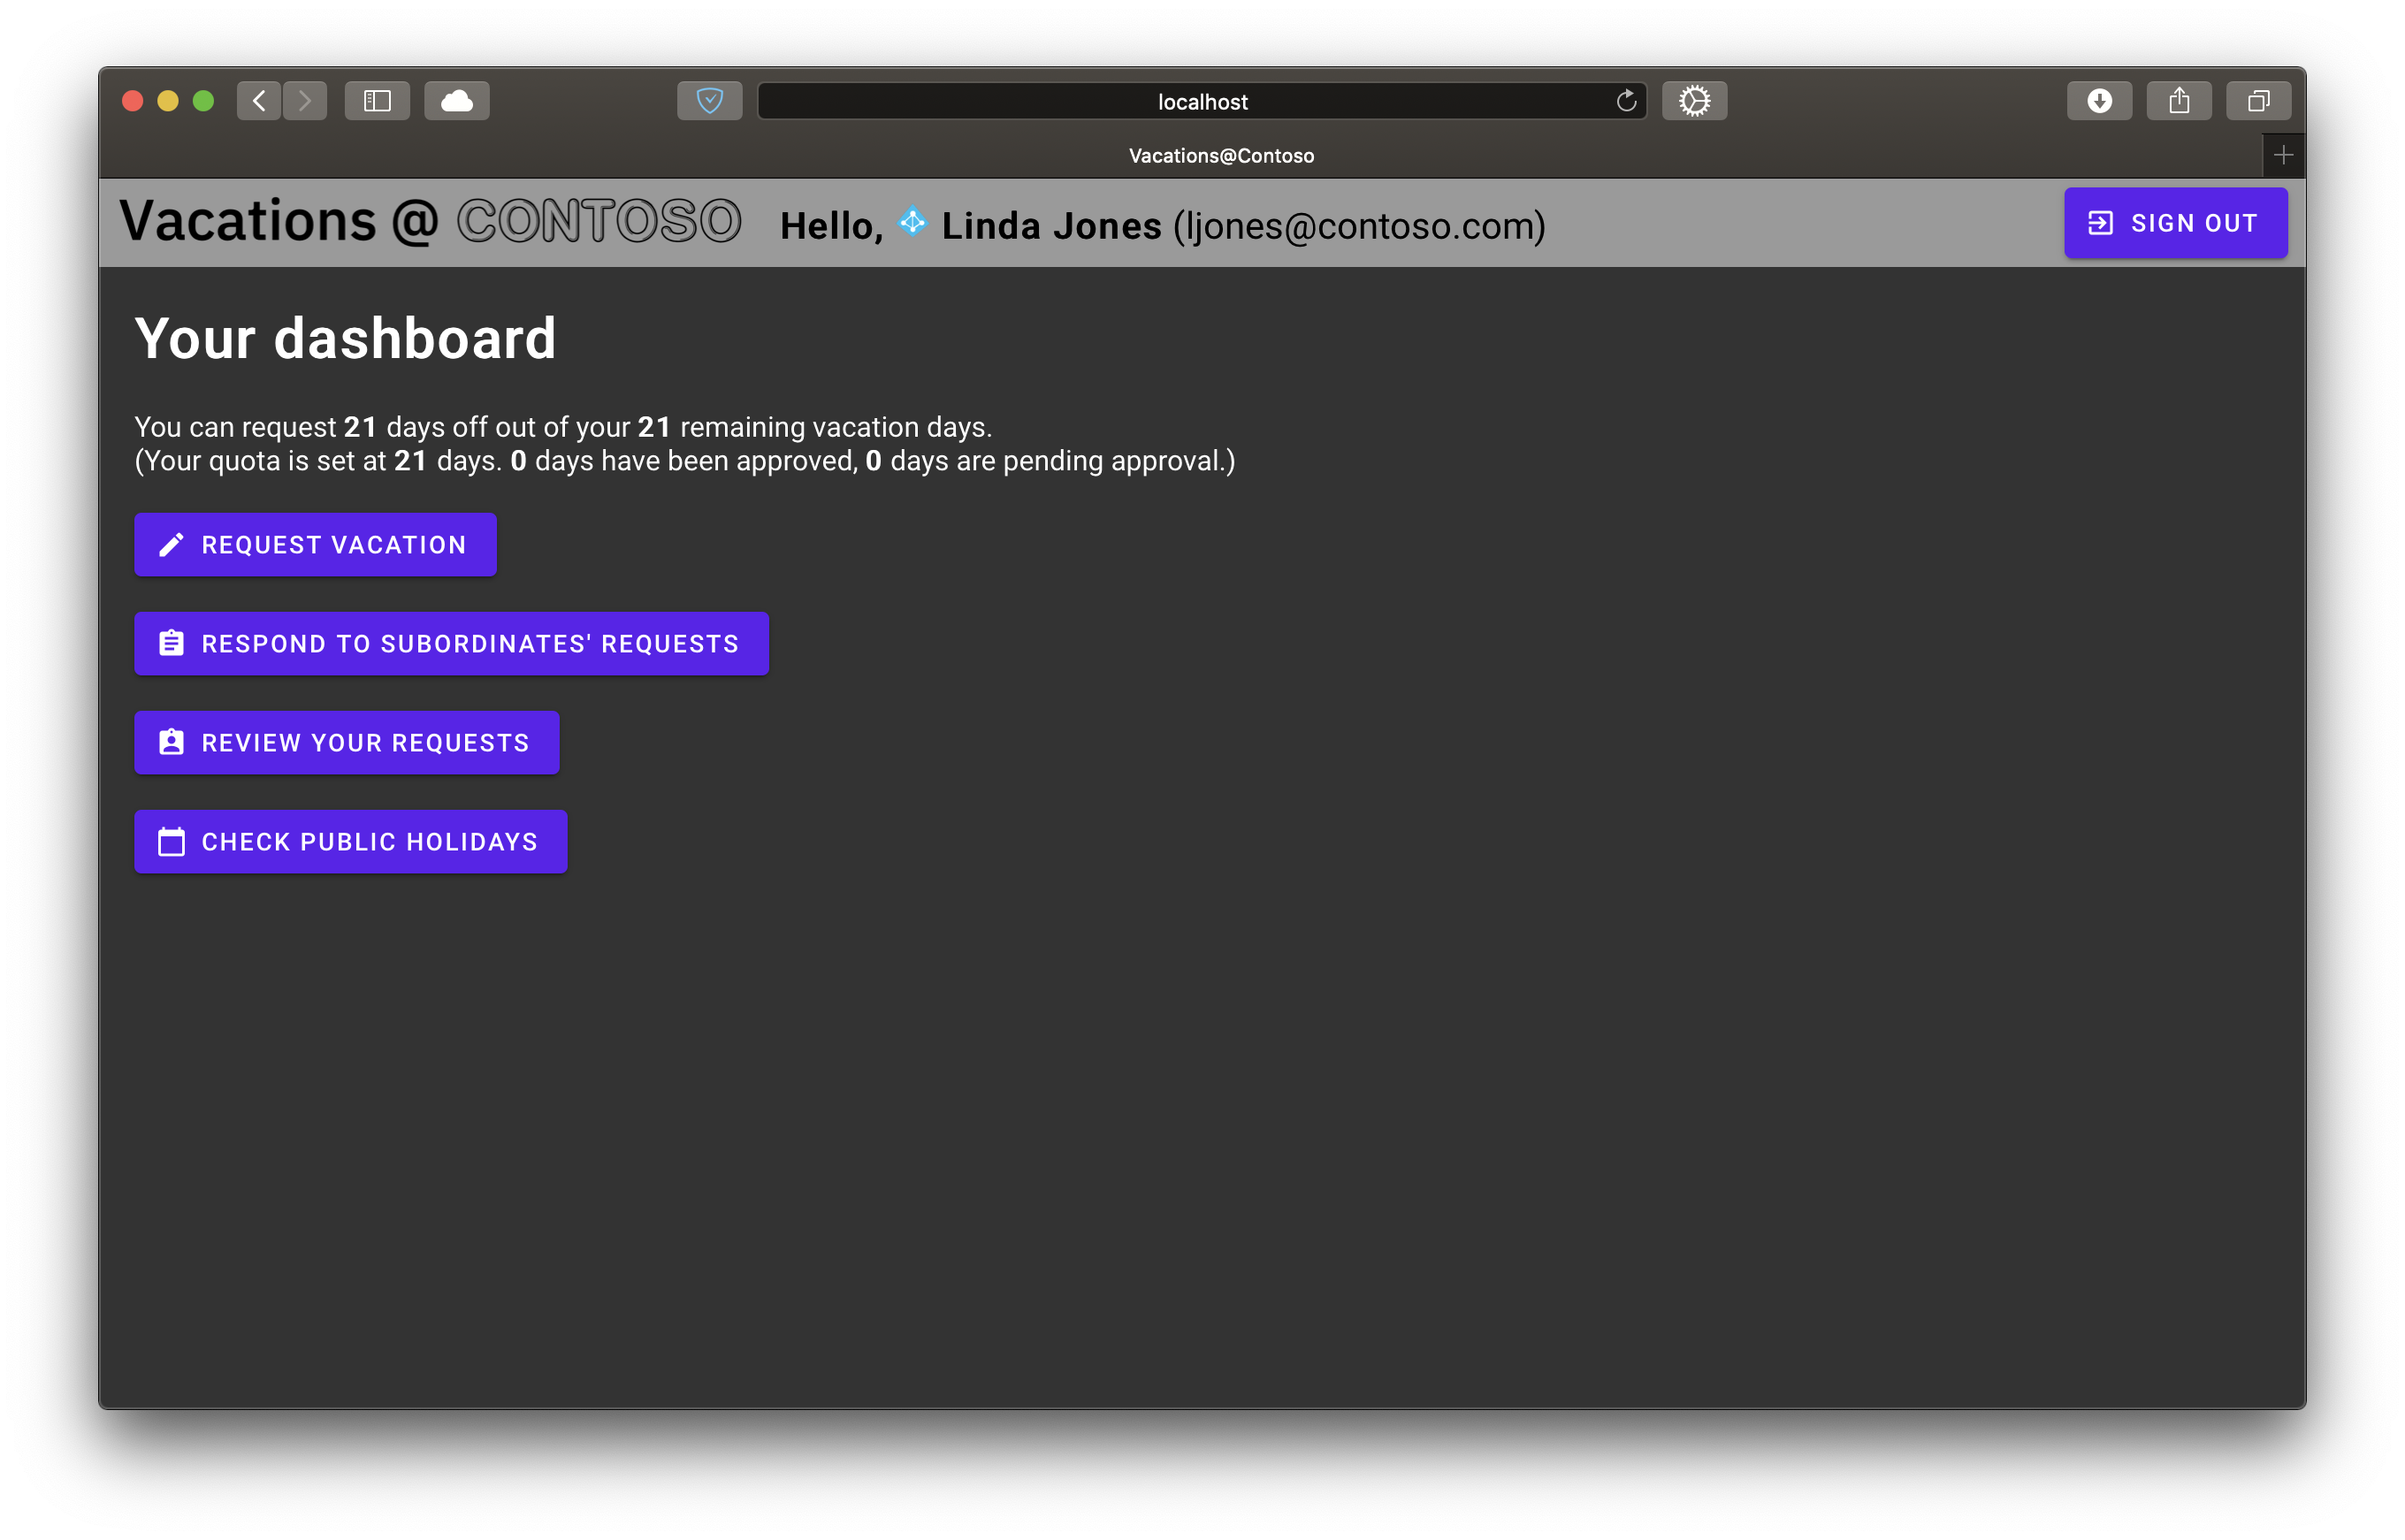 localhost
Vacations@Contoso
Vacations @ CONTOSO Hello, Linda Jones (ljones@contoso.com) SIGN OUT
Your dashboard
You can request 21 days off out of your 21 remaining vacation days.
(Your quota is set at 21 days. 0 days have been approved, 0 days are pending approval.)
REQUEST VACATION
RESPOND TO SUBORDINATES' REQUESTS
REVIEW YOUR REQUESTS
CHECK PUBLIC HOLIDAYS